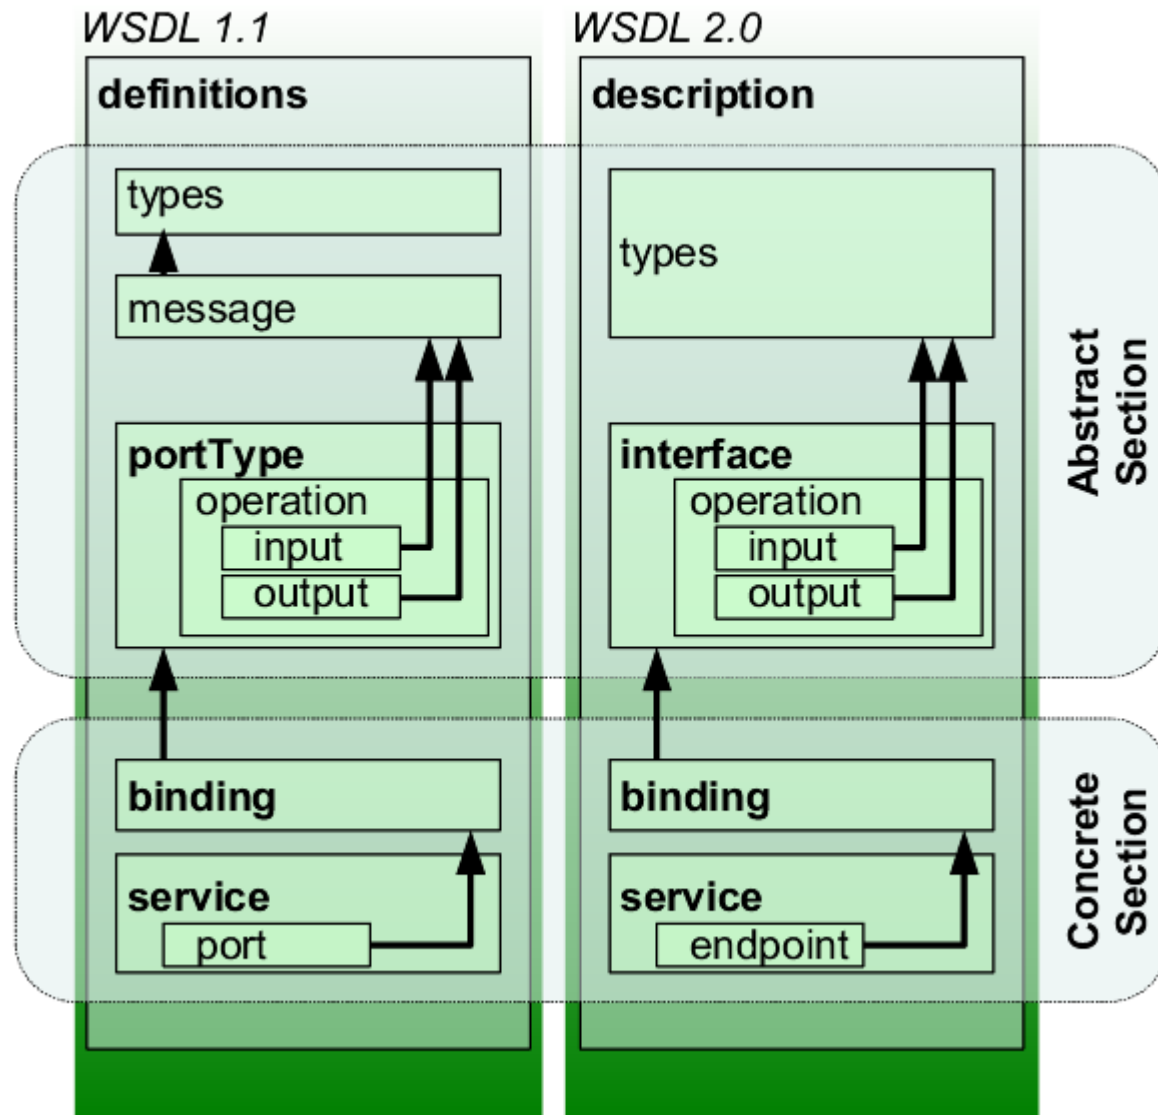 WSDL 1.1
definitions
types
message
portType
operation
input
output
binding
service
port
WSDL 2.0
description
types
interface
operation
input
output
binding
service
endpoint
Abstract
Section
Concrete
Section